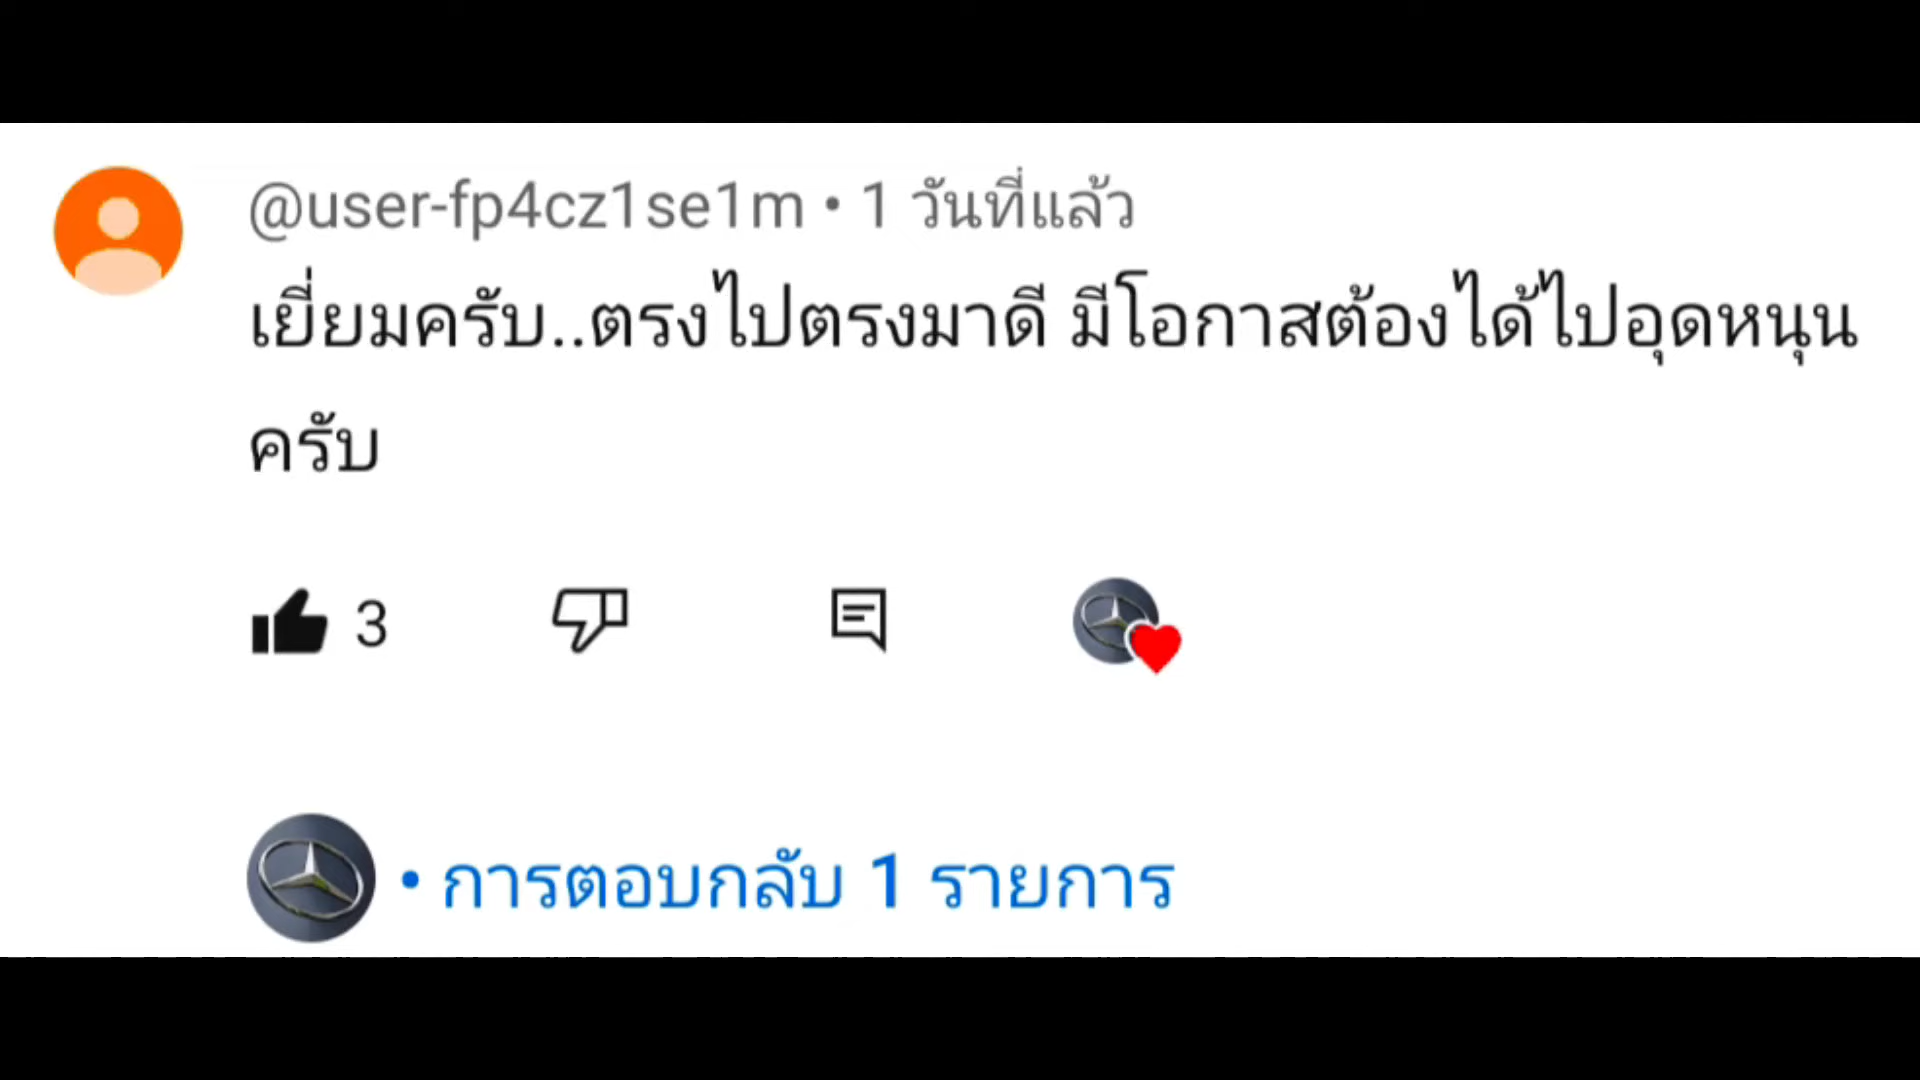 @user-fp4cz1se1m • 1 วันที่แล้ว
เยี่ยมครับ..ตรงไปตรงมาดี มีโอกาสต้องได้ไปอุดหนุน
ครับ
3
• การตอบกลับ 1 รายการ